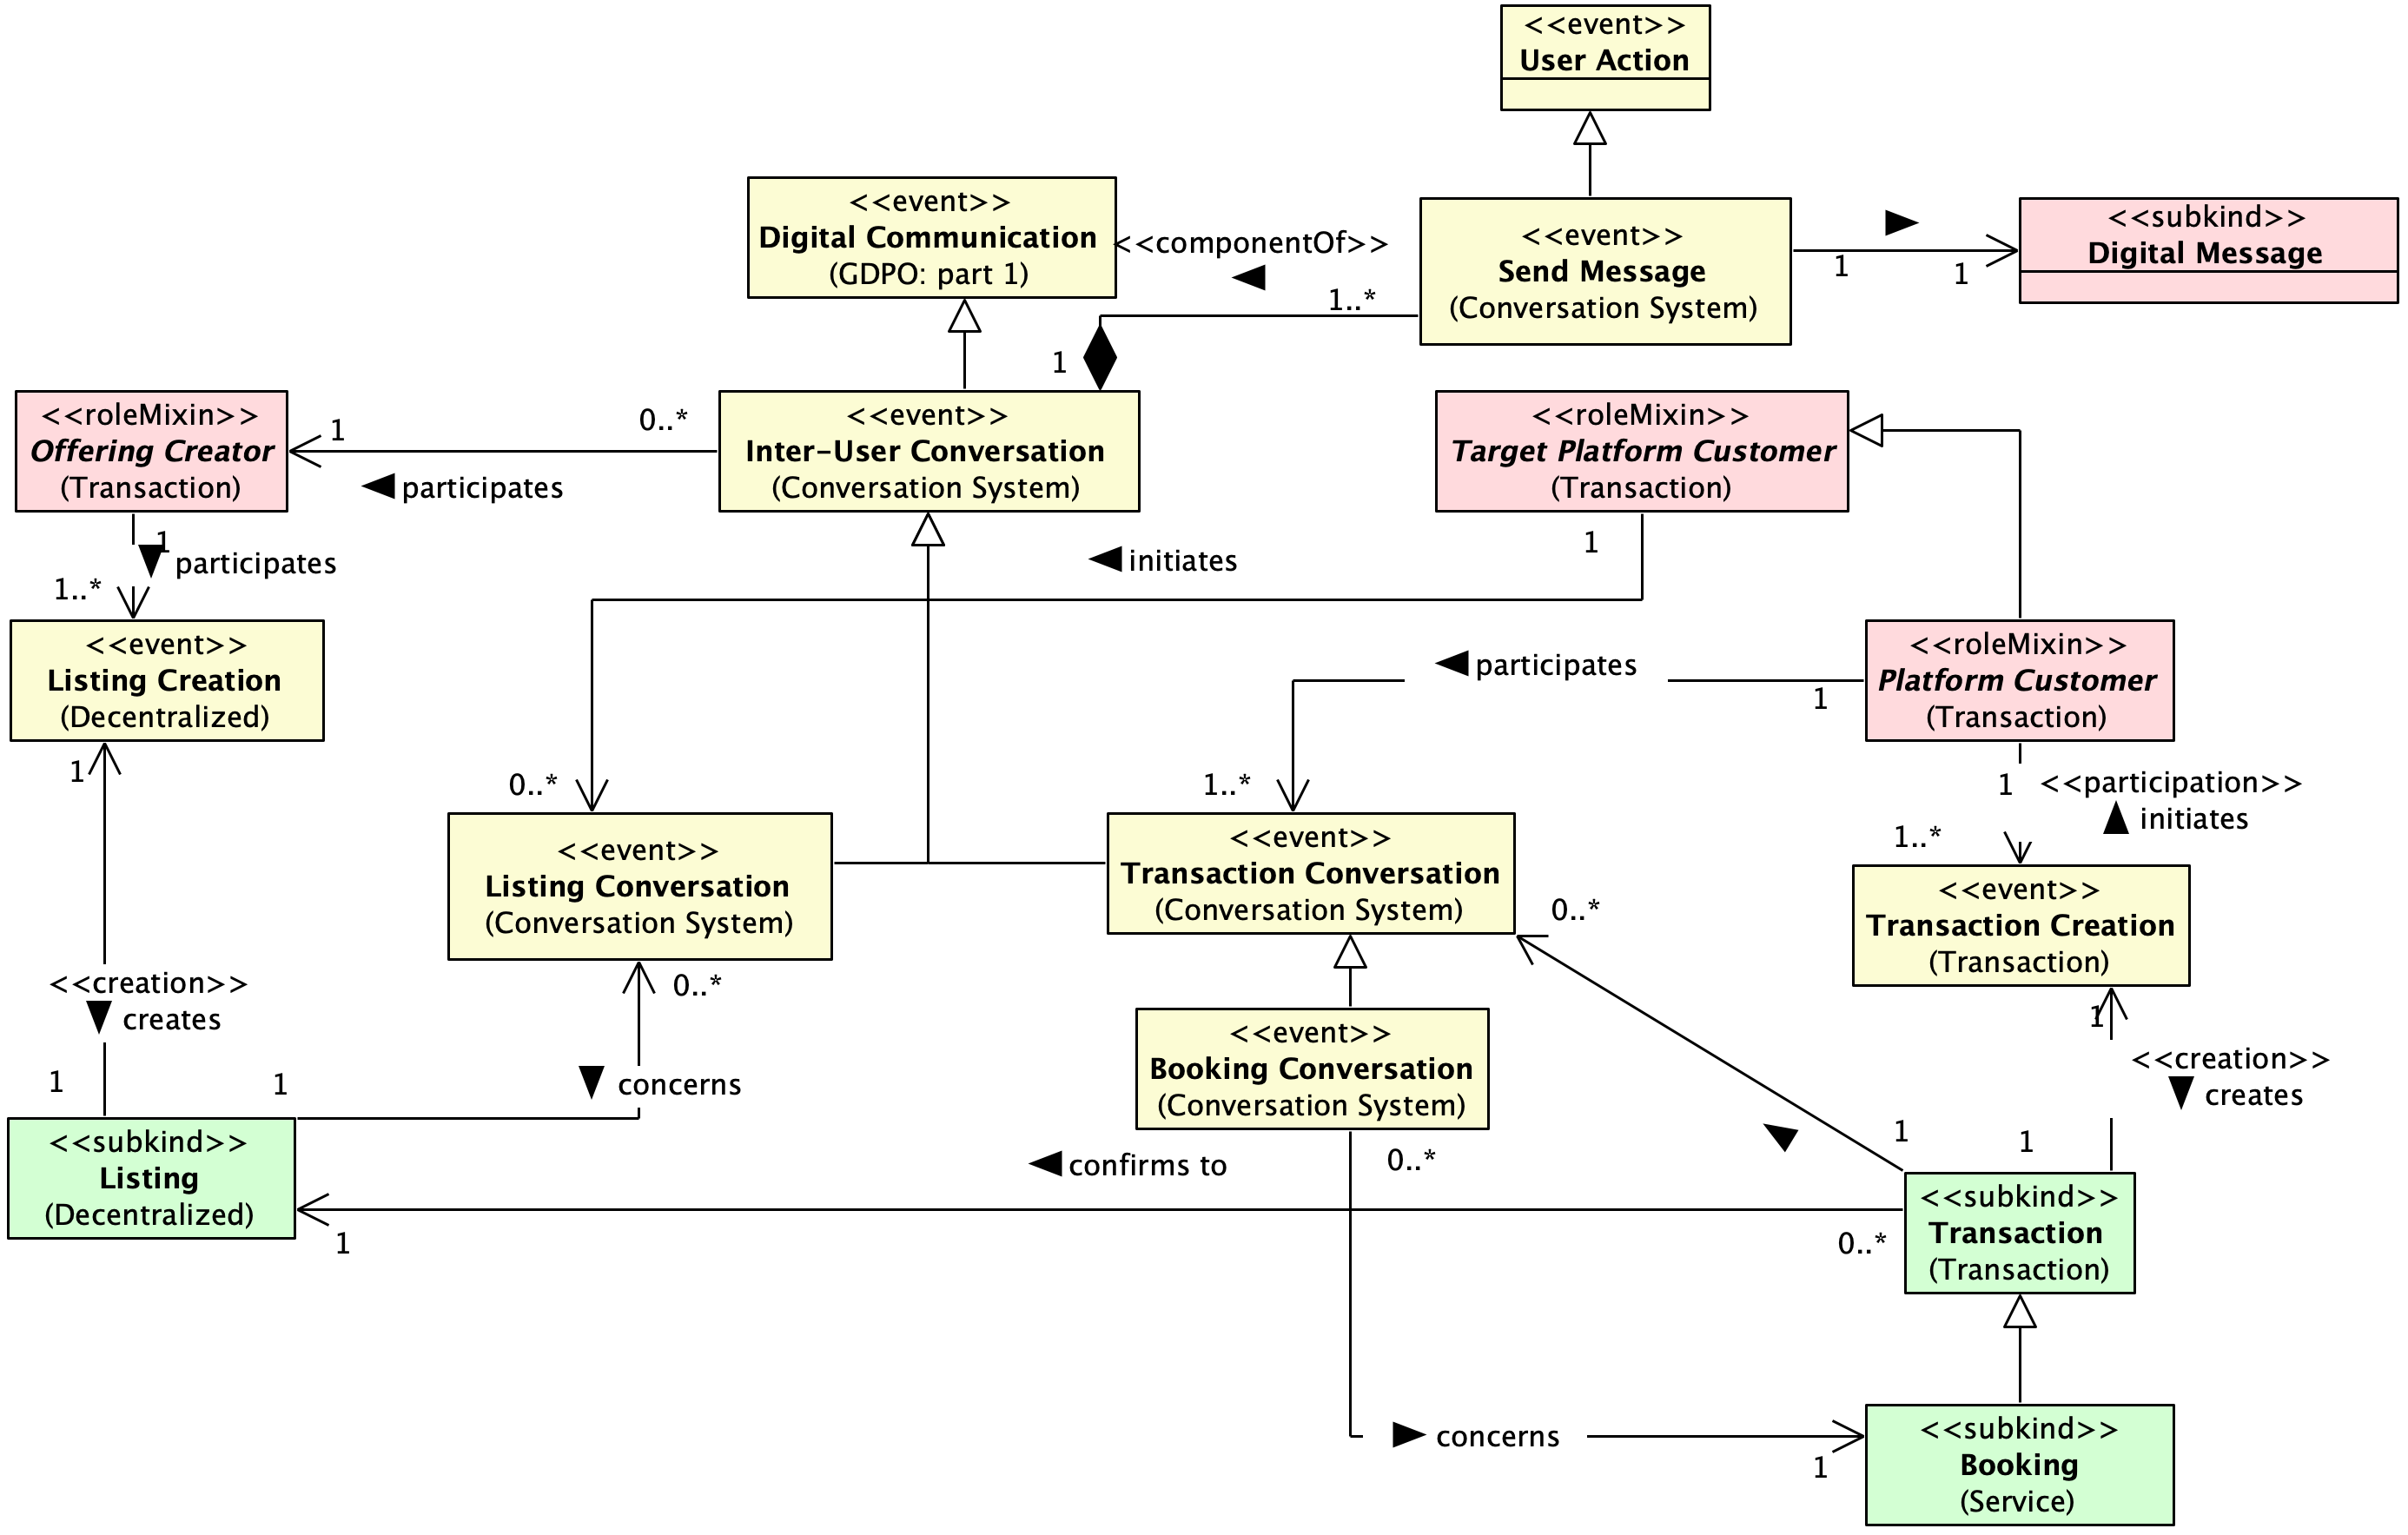 <<event>>
User Action
<<event>>
Digital Communication
(GDPO: part 1)
<<componentOf>>
1..*
1
<<event>>
Send Message
(Conversation System)
1
1
<<subkind>>
Digital Message
<<roleMixin>>
Offering Creator
(Transaction)
1
0..*
participates
<<event>>
Inter-User Conversation
(Conversation System)
<<roleMixin>>
Target Platform Customer
(Transaction)
1
participates
1..*
initiates
1
<<event>>
Listing Creation
(Decentralized)
1
participates
1
<<roleMixin>>
Platform Customer
(Transaction)
0..*
1..*
1
<<participation>>
initiates
1..*
<<event>>
Listing Conversation
(Conversation System)
<<event>>
Transaction Conversation
(Conversation System)
0..*
<<event>>
Transaction Creation
(Transaction)
<<creation>>
creates
0..*
1
1
concerns
<<event>>
Booking Conversation
(Conversation System)
1
<<creation>>
creates
1
1
<<subkind>>
Listing
(Decentralized)
confirms to
0..*
1
0..*
<<subkind>>
Transaction
(Transaction)
concerns
1
<<subkind>>
Booking
(Service)